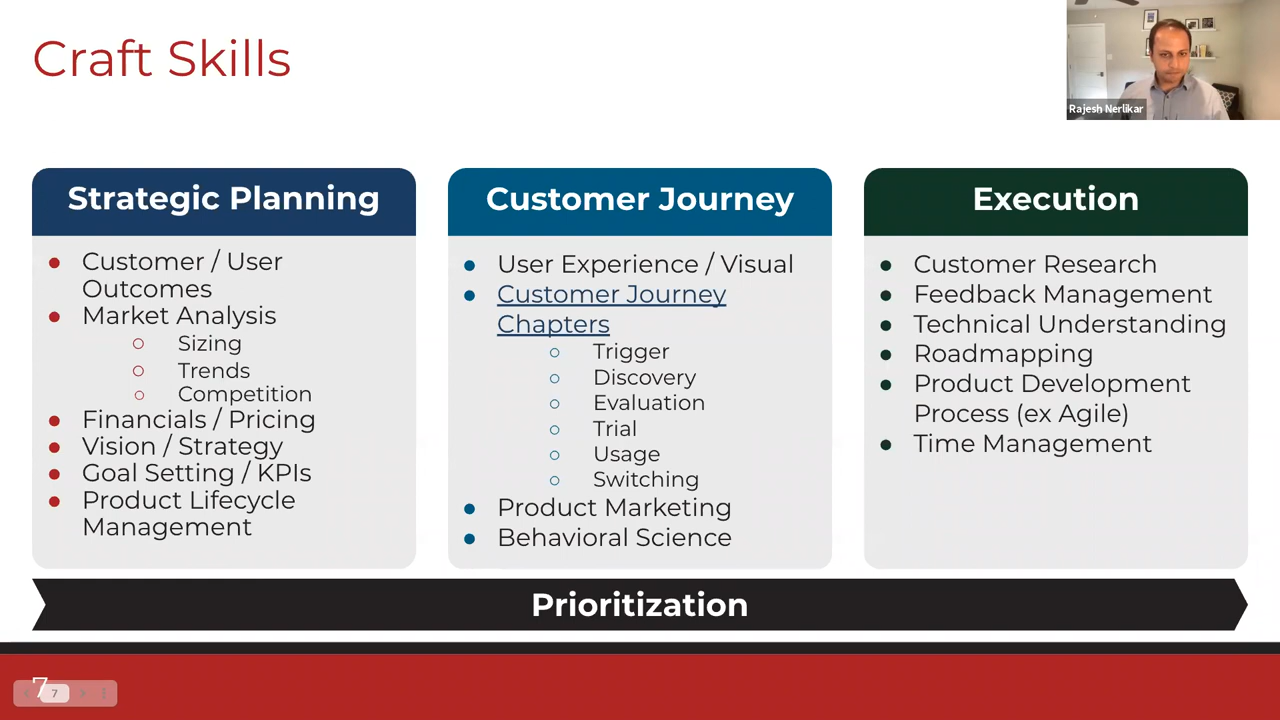 Craft Skills
Rajesh Nerlikar
Strategic Planning
Customer / User
Outcomes
Market Analysis
Sizing
Trends
Competition
Financials / Pricing
Vision / Strategy
Goal Setting / KPIs
Product Lifecycle
Management
Customer Journey
User Experience / Visual
Customer Journey
Chapters
Trigger
Discovery
Evaluation
Trial
Usage
Switching
Product Marketing
Behavioral Science
Execution
Customer Research
Feedback Management
Technical Understanding
Roadmapping
Product Development
Process (ex Agile)
Time Management
Prioritization
7
7